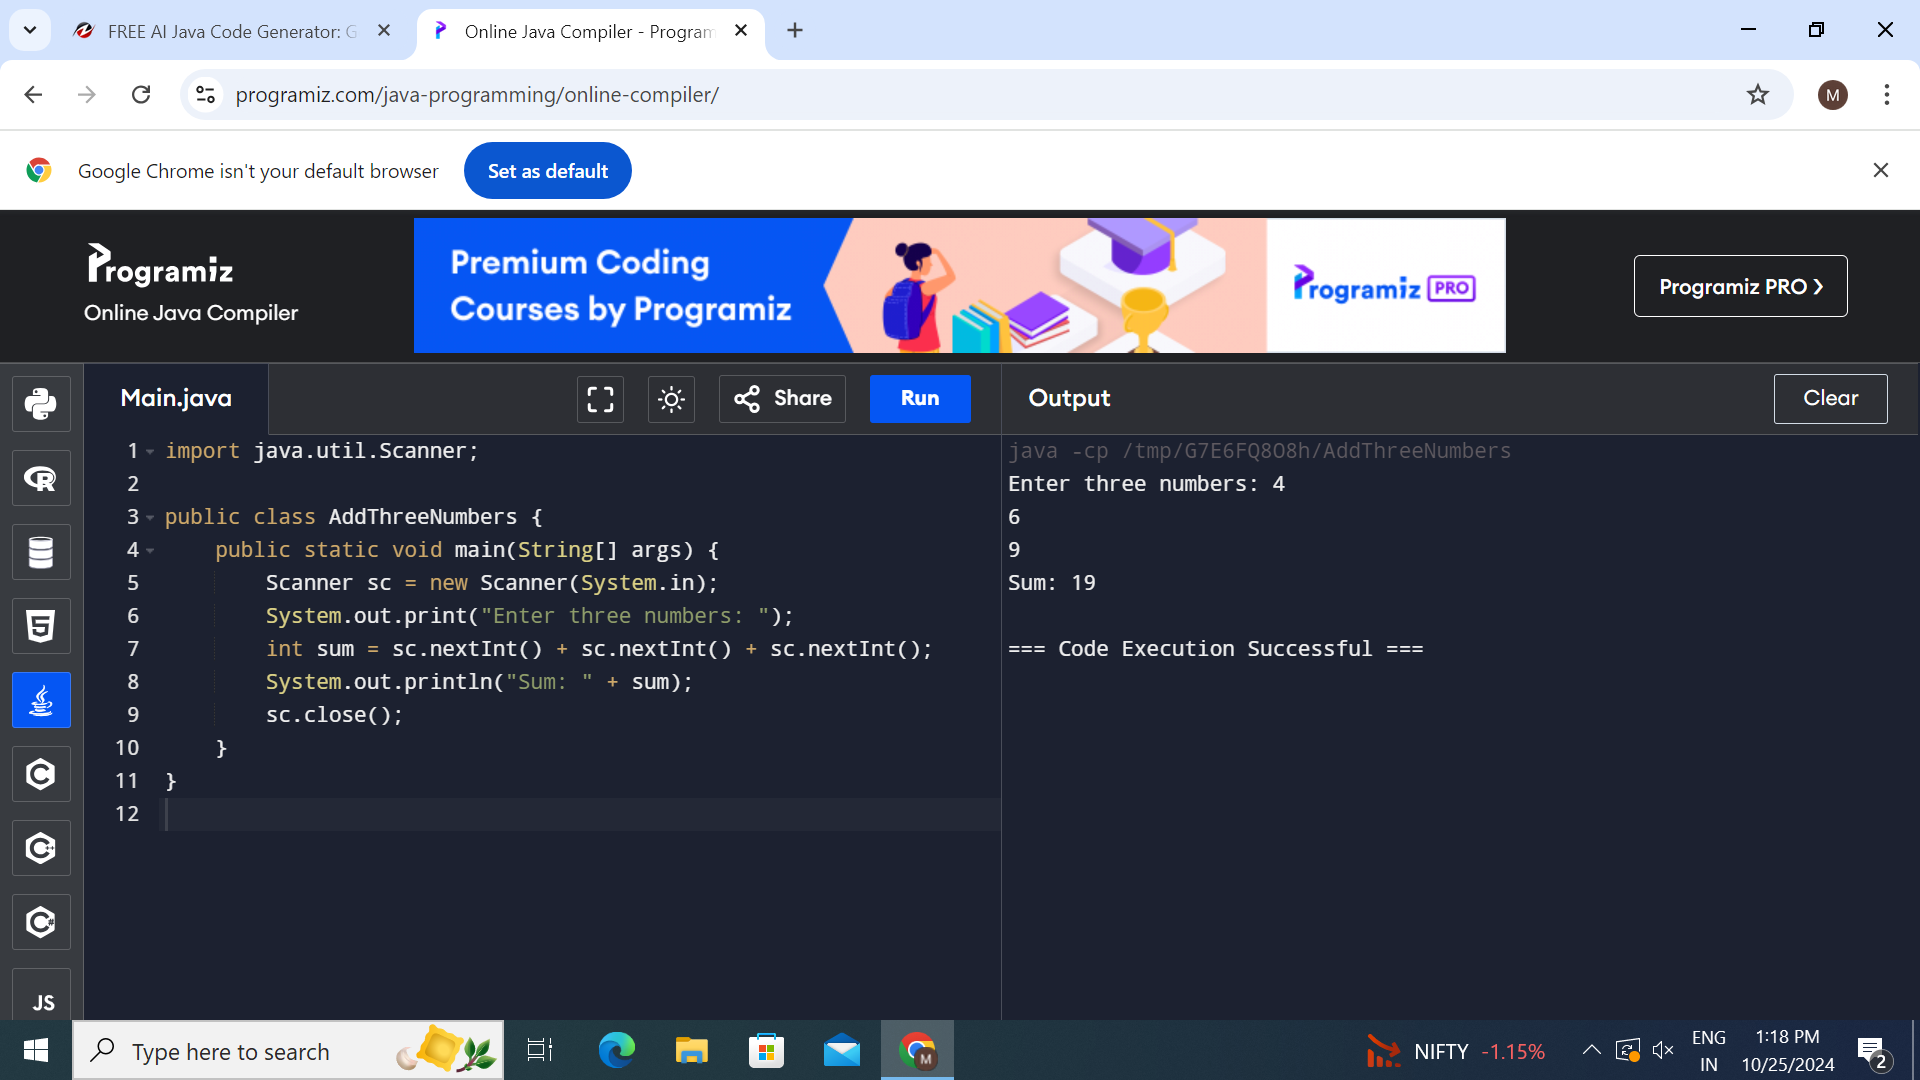 FREE AI Java Code Generator: G
Online Java Compiler - Program
programiz.com/java-programming/online-compiler/
M
Google Chrome isn't your default browser
Set as default
Programiz
Online Java Compiler
Premium Coding
Courses by Programiz
Programiz PRO
Programiz PRO ❯
Main.java
Share
Run
Output
Clear
1 import java.util.Scanner;
2
3 public class AddThreeNumbers {
4 public static void main(String[] args) {
5 Scanner sc = new Scanner(System.in);
6 System.out.print("Enter three numbers: ");
7 int sum = sc.nextInt() + sc.nextInt() + sc.nextInt();
8 System.out.println("Sum: " + sum);
9 sc.close();
10 }
11 }
12
java -cp /tmp/G7E6FQ8O8h/AddThreeNumbers
Enter three numbers: 4
6
9
Sum: 19
=== Code Execution Successful ===
R
5
C
C++
C#
JS
Type here to search
M
NIFTY -1.15%
ENG
IN
1:18 PM
10/25/2024
2